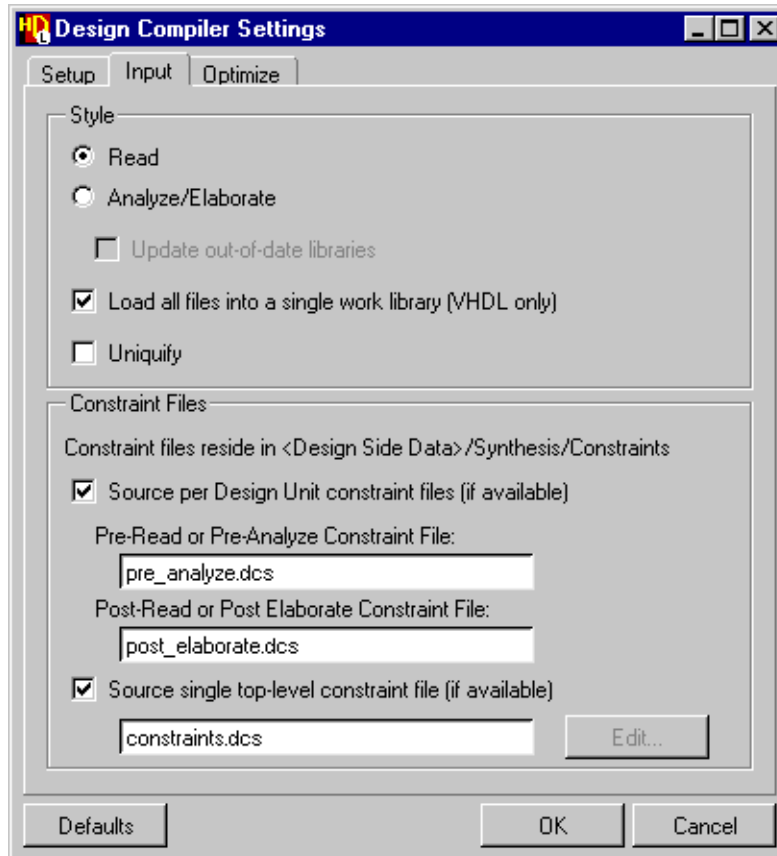 HD L Design Compiler Settings
Setup Input Optimize
Style
Read
Analyze/Elaborate
Update out-of-date libraries
Load all files into a single work library (VHDL only)
Uniquify
Constraint Files
Constraint files reside in <Design Side Data>/Synthesis/Constraints
Source per Design Unit constraint files (if available)
Pre-Read or Pre-Analyze Constraint File:
pre_analyze.dcs
Post-Read or Post Elaborate Constraint File:
post_elaborate.dcs
Source single top-level constraint file (if available)
constraints.dcs Edit...
Defaults OK Cancel